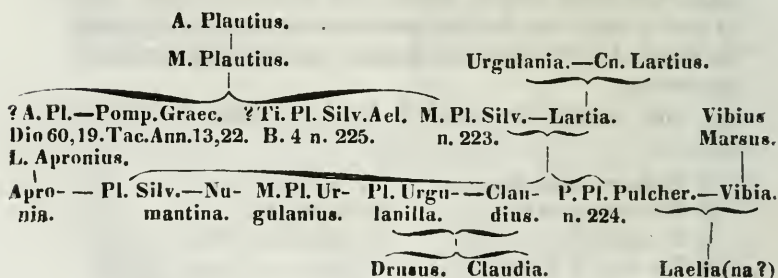 A. Plautius.
M. Plautius. Urgulania.—Cn. Lartius.
? A. Pl.—Pomp. Graec. ? Ti. Pl. Silv. Ael. M. Pl. Silv.—Lartia. Vibius
Dio 60,19. Tac. Ann. 13,22. B. 4 n. 225. n. 223. Marsus.
L. Apronius.
Apro- — Pl. Silv.—Nu- M. Pl. Ur- Pl. Urgu-—Clau- P. Pl. Pulcher.—Vibia.
nia. mantina. gulanius. lanilla. dius. n. 224.
Drusus. Claudia. Laelia(na?)